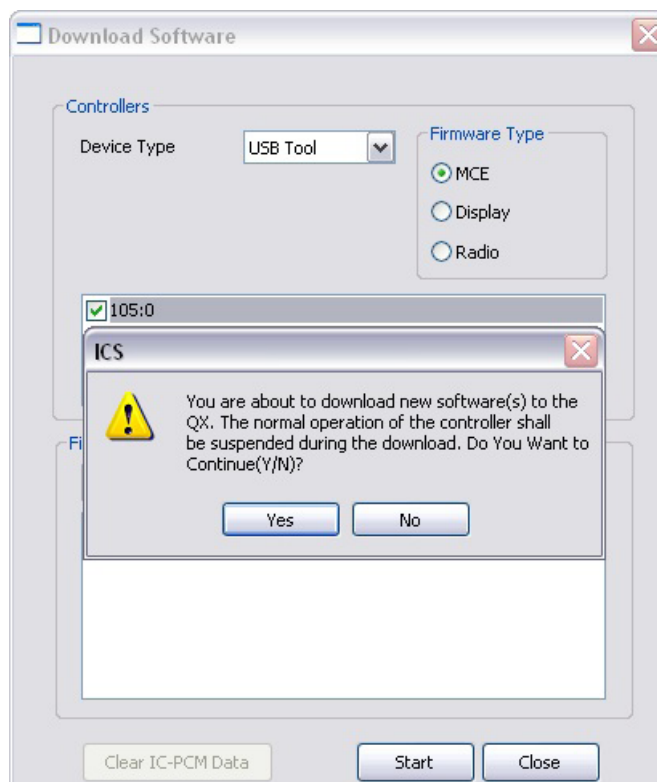 Download Software
Controllers
Device Type
USB Tool
Firmware Type
MCE
Display
Radio
105:0
ICS
You are about to download new software(s) to the
QX. The normal operation of the controller shall
be suspended during the download. Do You Want to
Continue(Y/N)?
Yes
No
Fi
Clear IC-PCM Data
Start
Close